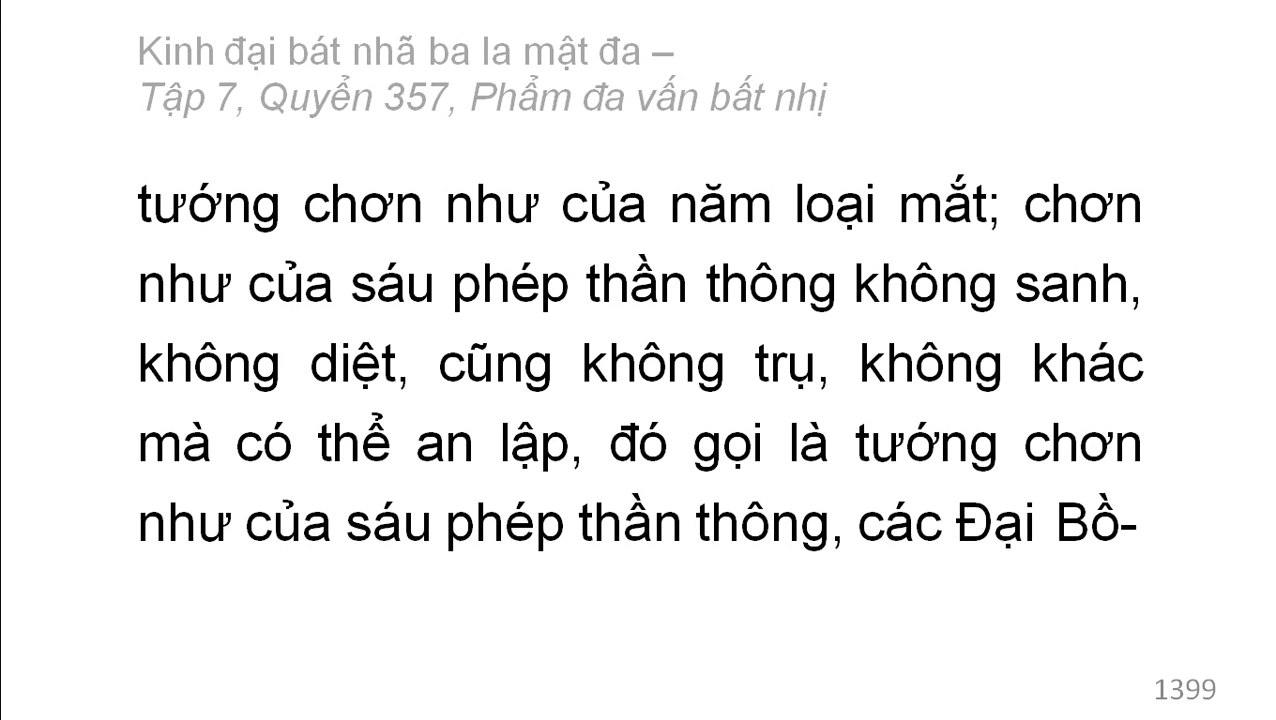 Kinh đại bát nhã ba la mật đa –
Tập 7, Quyển 357, Phẩm đa vấn bất nhị
tướng chơn như của năm loại mắt; chơn
như của sáu phép thần thông không sanh,
không diệt, cũng không trụ, không khác
mà có thể an lập, đó gọi là tướng chơn
như của sáu phép thần thông, các Đại Bồ-
1399